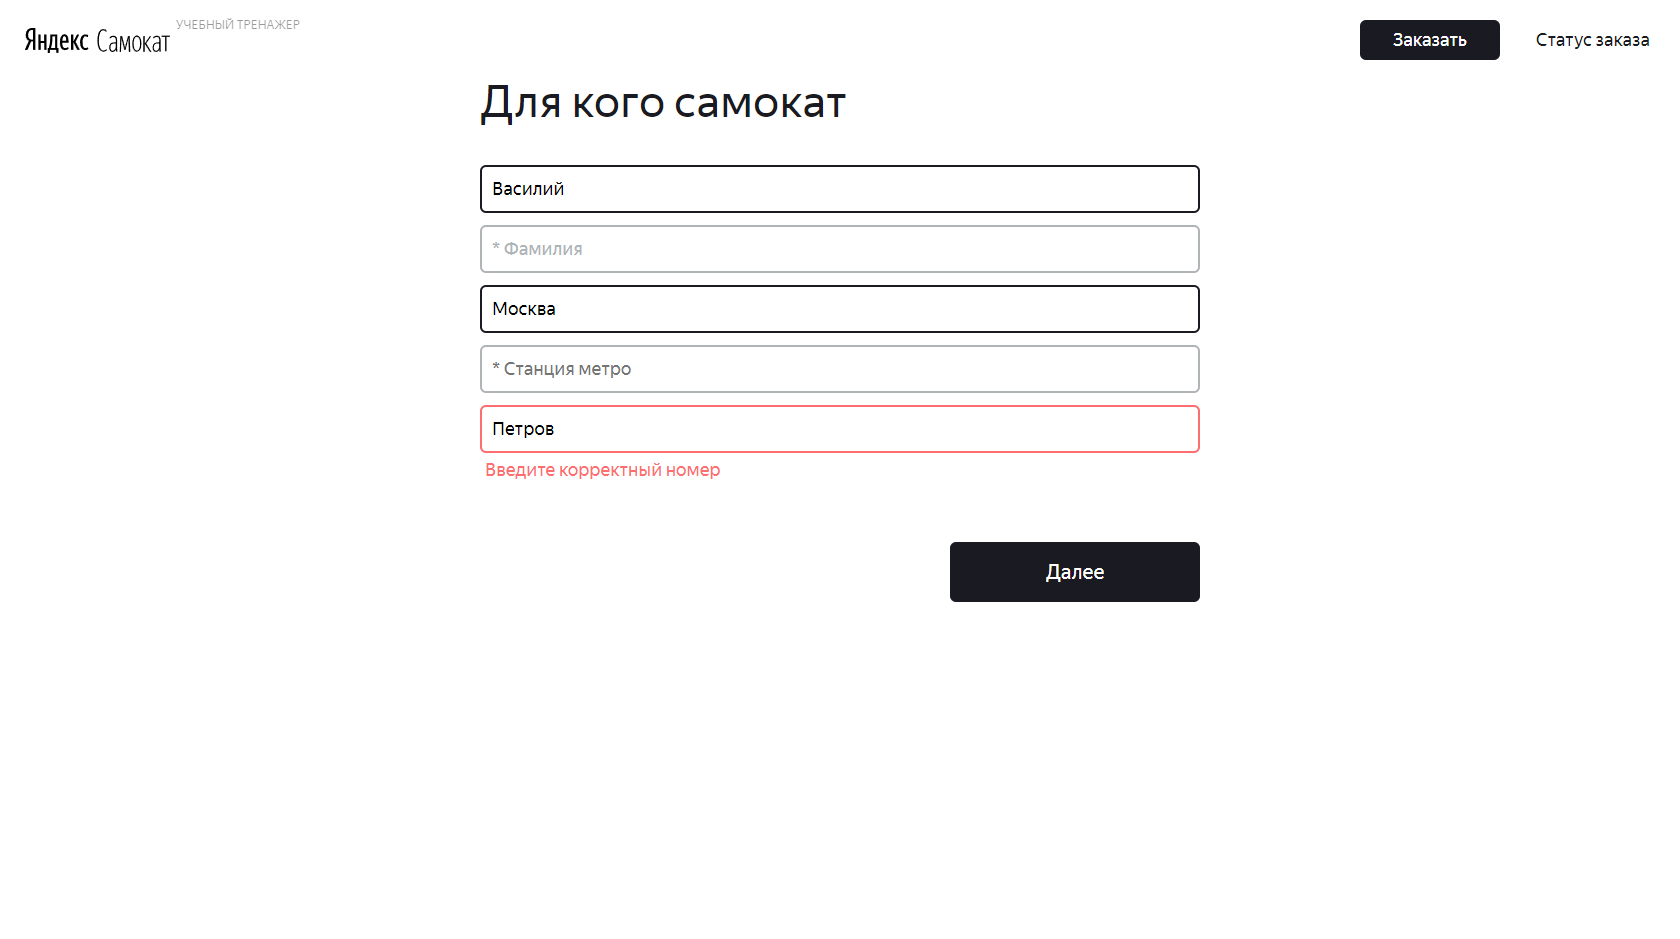 Яндекс Самокат
УЧЕБНЫЙ ТРЕНАЖЕР
Заказать
Статус заказа
Для кого самокат
Василий
* Фамилия
Москва
* Станция метро
Петров
Введите корректный номер
Далее